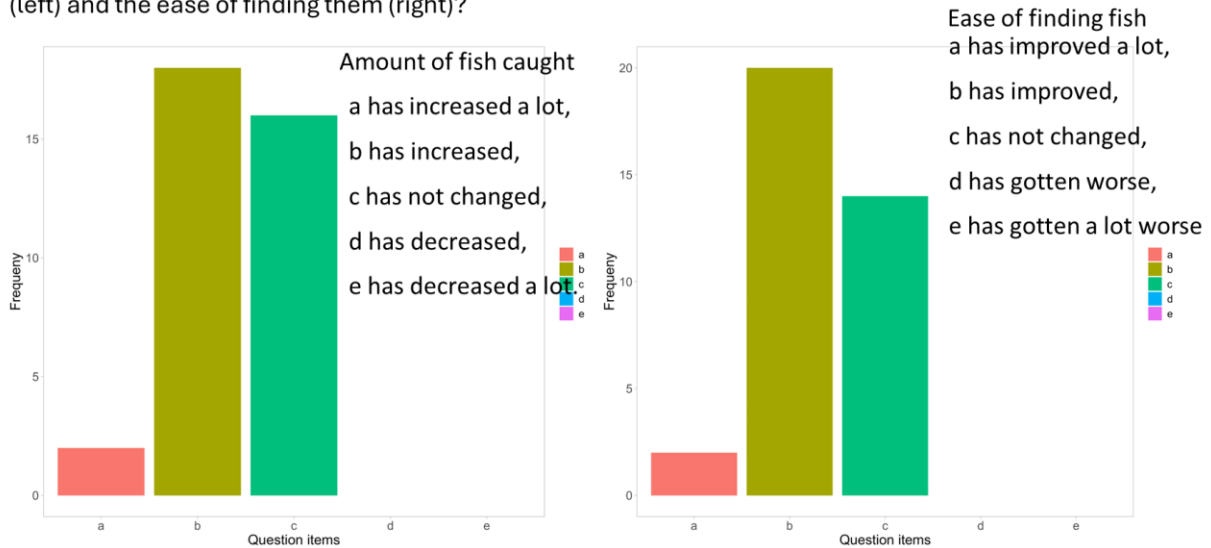 (left) and the ease of finding them (right)?
Amount of fish caught
a has increased a lot,
b has increased,
c has not changed,
d has decreased,
e has decreased a lot.
15
10
5
0
Frequeny
a b c d e
Question items
a
b
c
d
e
Ease of finding fish
a has improved a lot,
b has improved,
c has not changed,
d has gotten worse,
e has gotten a lot worse
20
15
10
5
0
Frequeny
a b c d e
Question items
a
b
c
d
e